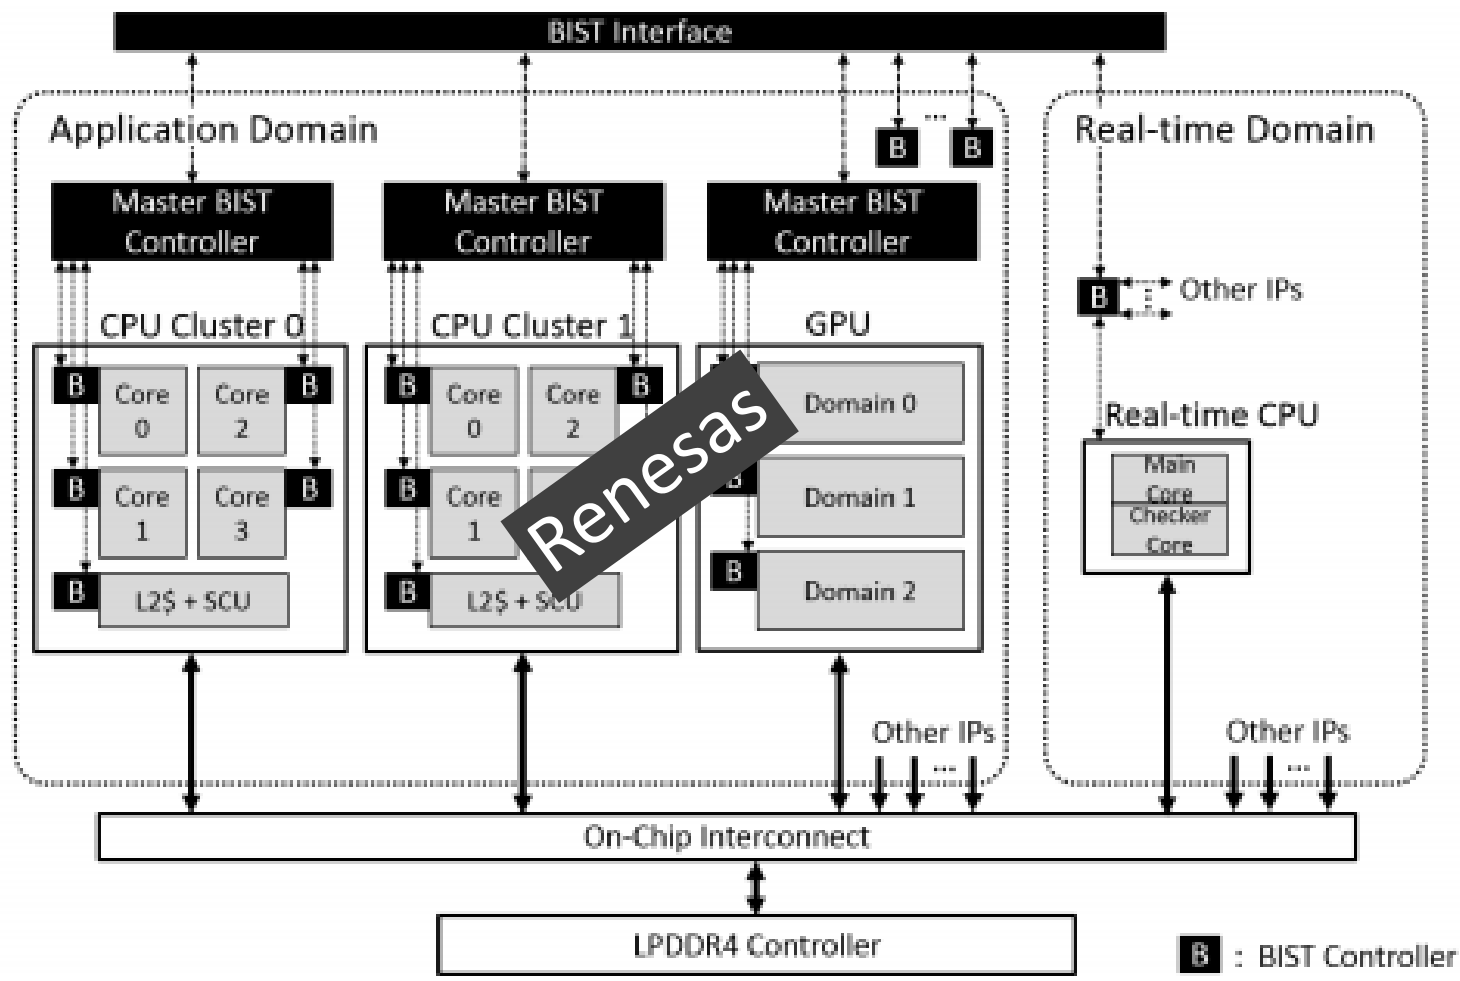 BIST Interface
Application Domain
Real-time Domain
...
B
B
Master BIST
Controller
Master BIST
Controller
Master BIST
Controller
B
Other IPs
CPU Cluster 0
CPU Cluster 1
GPU
B
Core
0
Core
2
B
B
Core
1
Core
3
B
B
L2$ + SCU
B
Core
0
Core
2
B
B
Core
1
B
L2$ + SCU
Domain 0
B
Domain 1
B
Domain 2
Renesas
Real-time CPU
Main
Core
Checker
Core
Other IPs
...
Other IPs
...
On-Chip Interconnect
LPDDR4 Controller
B : BIST Controller